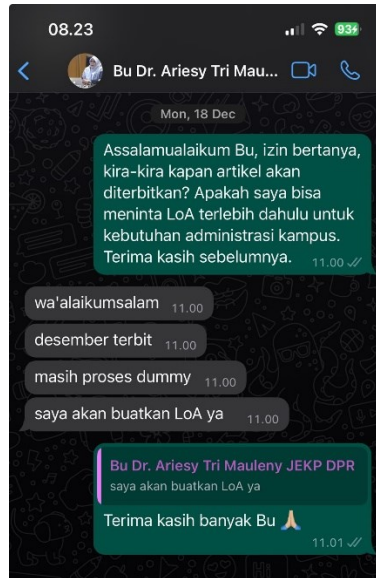 08.23
93
Bu Dr. Ariesy Tri Mau...
Mon, 18 Dec
Assalamualaikum Bu, izin bertanya,
kira-kira kapan artikel akan
diterbitkan? Apakah saya bisa
meminta LoA terlebih dahulu untuk
kebutuhan administrasi kampus.
Terima kasih sebelumnya. 11.00
wa'alaikumsalam 11.00
desember terbit 11.00
masih proses dummy 11.00
saya akan buatkan LoA ya 11.00
Bu Dr. Ariesy Tri Mauleny JEKP DPR
saya akan buatkan LoA ya
Terima kasih banyak Bu 🙏🏼
11.01